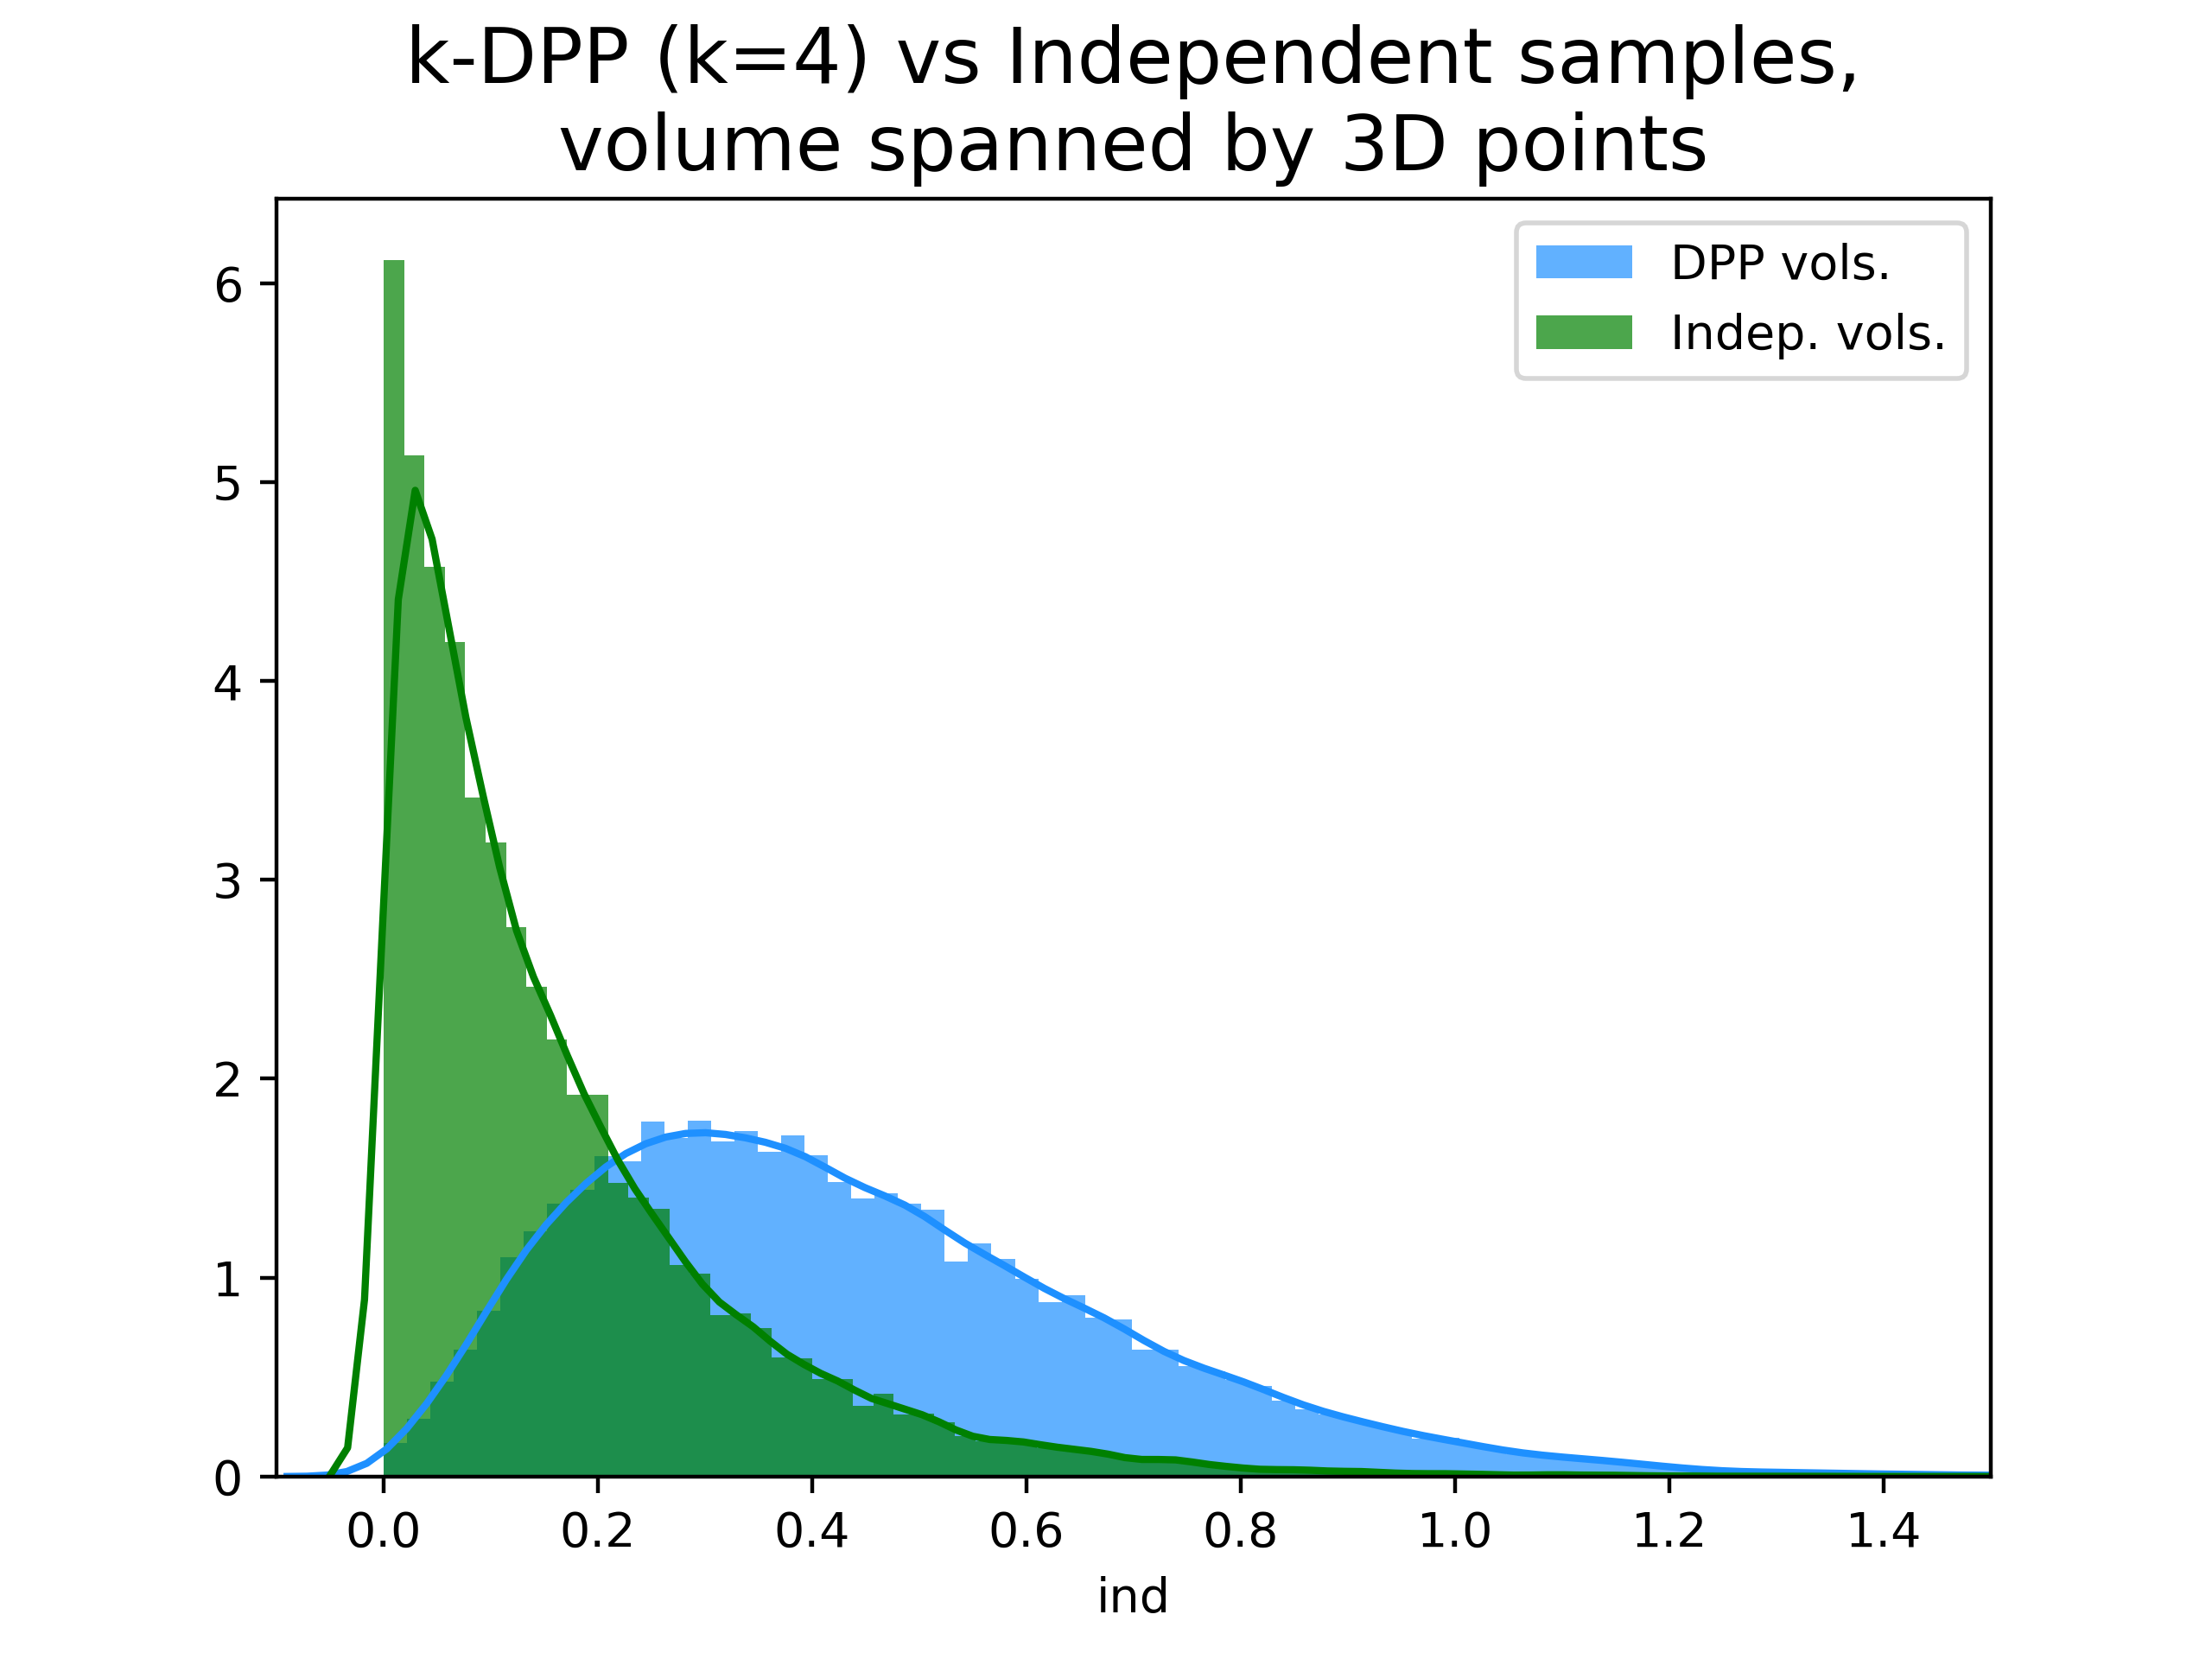 k-DPP (k=4) vs Independent samples,
volume spanned by 3D points
DPP vols.
Indep. vols.
6
5
4
3
2
1
0
0.0 0.2 0.4 0.6 0.8 1.0 1.2 1.4
ind